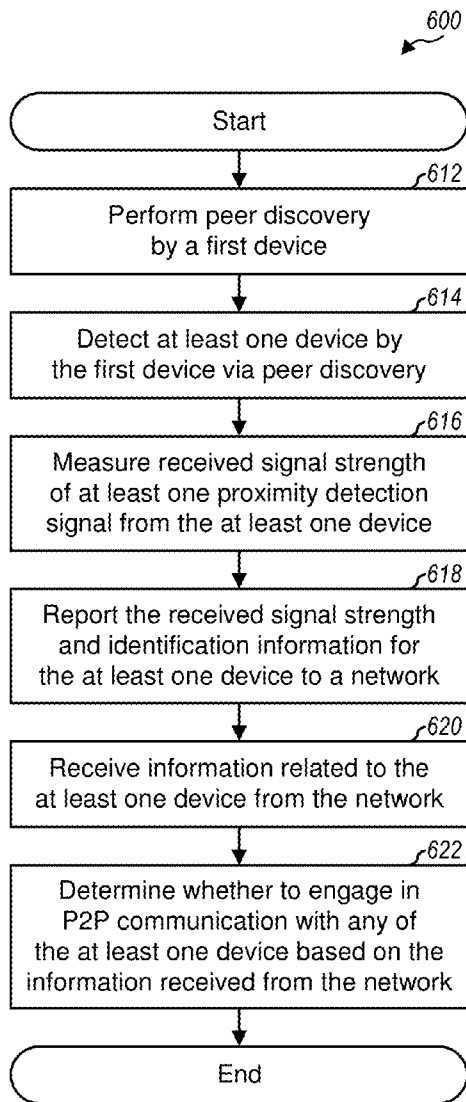 600
Start
612
Perform peer discovery
by a first device
614
Detect at least one device by
the first device via peer discovery
616
Measure received signal strength
of at least one proximity detection
signal from the at least one device
618
Report the received signal strength
and identification information for
the at least one device to a network
620
Receive information related to the
at least one device from the network
622
Determine whether to engage in
P2P communication with any of
the at least one device based on the
information received from the network
End